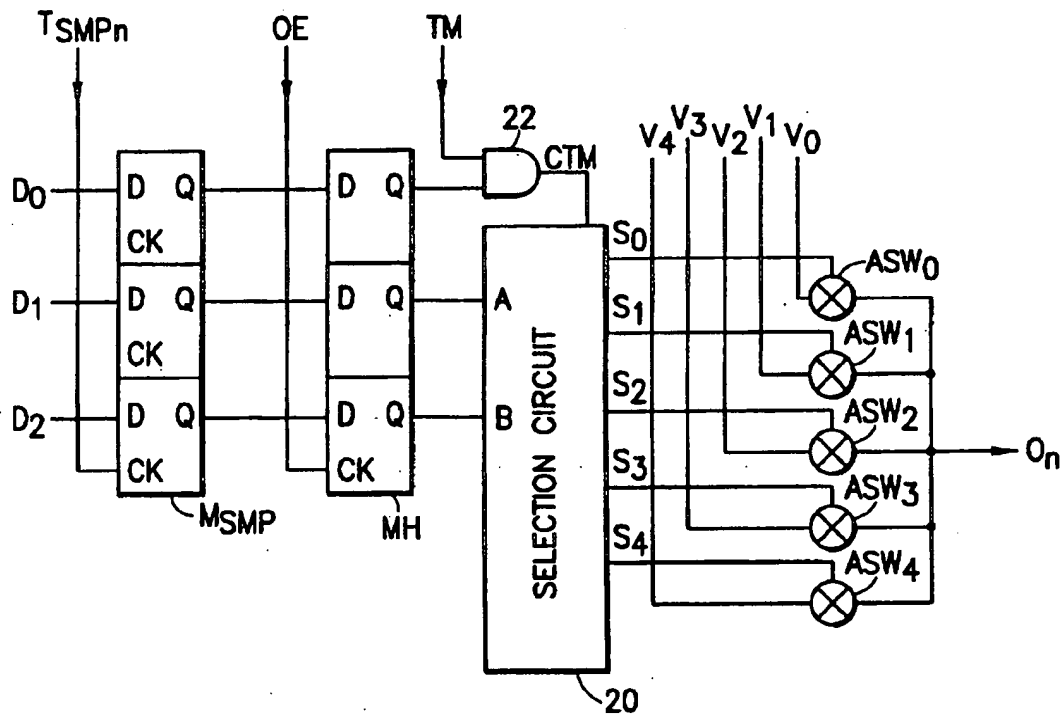 TSMPn OE TM
22
CTM
V4 V3 V2 V1 V0
D0 D Q D Q
CK
S0
ASW0
D1 D Q D Q A
CK
S1
ASW1
D2 D Q D Q B
CK CK
S2
ASW2
On
S3
ASW3
S4
ASW4
SELECTION CIRCUIT
MSMP MH
20